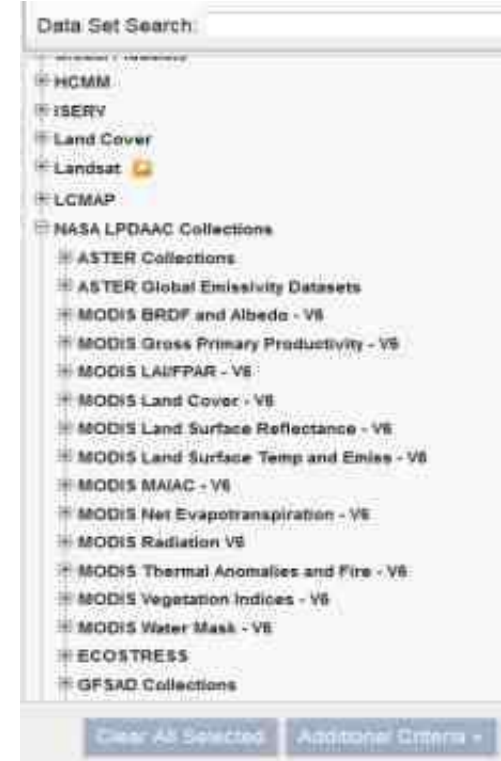 Data Set Search:
HCMM
ISERV
Land Cover
Landsat
LCMAP
NASA LPDAAC Collections
ASTER Collections
ASTER Global Emissivity Datasets
MODIS BRDF and Albedo - V6
MODIS Gross Primary Productivity - V6
MODIS LAI/FPAR - V6
MODIS Land Cover - V6
MODIS Land Surface Reflectance - V6
MODIS Land Surface Temp and Emiss - V6
MODIS MAIAC - V6
MODIS Net Evapotranspiration - V6
MODIS Radiation V6
MODIS Thermal Anomalies and Fire - V6
MODIS Vegetation Indices - V6
MODIS Water Mask - V6
ECOSTRESS
GFSAD Collections
Clear All Selected Additional Criteria »